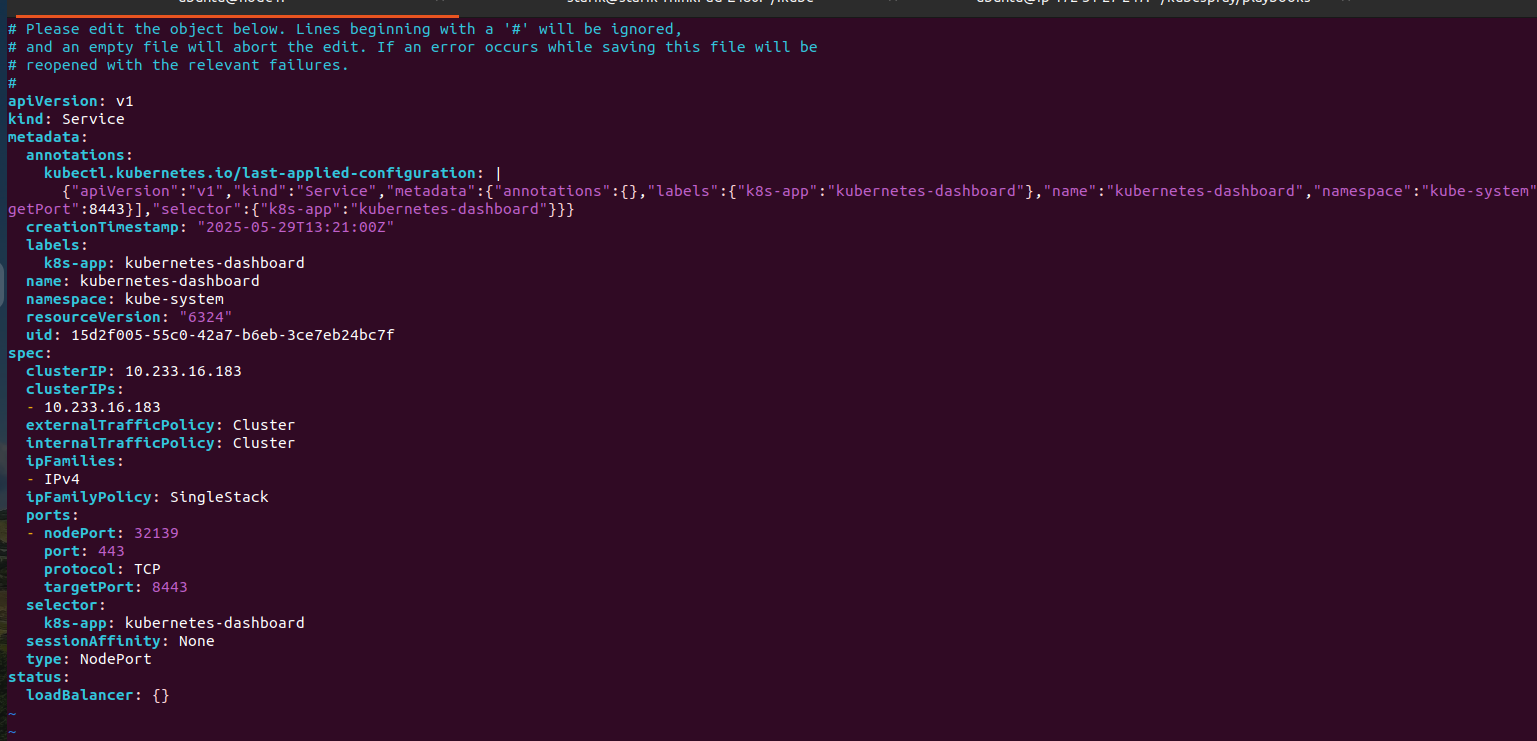 # Please edit the object below. Lines beginning with a '#' will be ignored,
# and an empty file will abort the edit. If an error occurs while saving this file will be
# reopened with the relevant failures.
#
apiVersion: v1
kind: Service
metadata:
  annotations:
    kubectl.kubernetes.io/last-applied-configuration: |
      {"apiVersion":"v1","kind":"Service","metadata":{"annotations":{},"labels":{"k8s-app":"kubernetes-dashboard"},"name":"kubernetes-dashboard","namespace":"kube-system"
getPort":8443}],"selector":{"k8s-app":"kubernetes-dashboard"}}}
  creationTimestamp: "2025-05-29T13:21:00Z"
  labels:
    k8s-app: kubernetes-dashboard
  name: kubernetes-dashboard
  namespace: kube-system
  resourceVersion: "6324"
  uid: 15d2f005-55c0-42a7-b6eb-3ce7eb24bc7f
spec:
  clusterIP: 10.233.16.183
  clusterIPs:
  - 10.233.16.183
  externalTrafficPolicy: Cluster
  internalTrafficPolicy: Cluster
  ipFamilies:
  - IPv4
  ipFamilyPolicy: SingleStack
  ports:
  - nodePort: 32139
    port: 443
    protocol: TCP
    targetPort: 8443
  selector:
    k8s-app: kubernetes-dashboard
  sessionAffinity: None
  type: NodePort
status:
  loadBalancer: {}
~
~